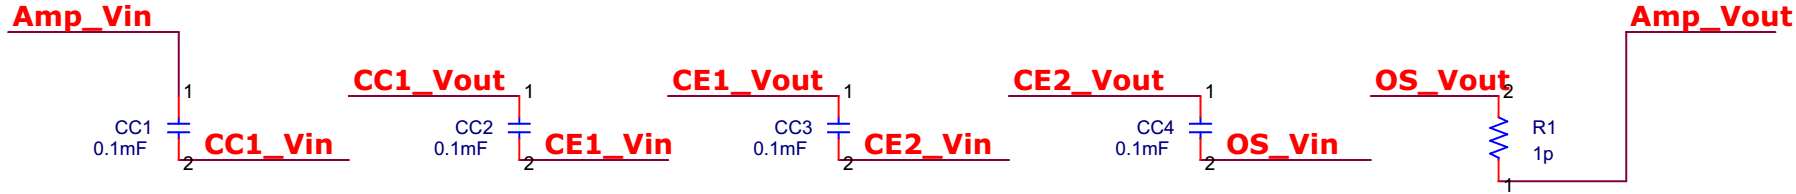 Amp_Vin
Amp_Vout
CC1_Vout
CE1_Vout
CE2_Vout
OS_Vout
1
1
1
1
2
CC1
0.1mF
CC2
0.1mF
CC3
0.1mF
CC4
0.1mF
R1
1p
CC1_Vin
CE1_Vin
CE2_Vin
OS_Vin
2
2
2
2
1